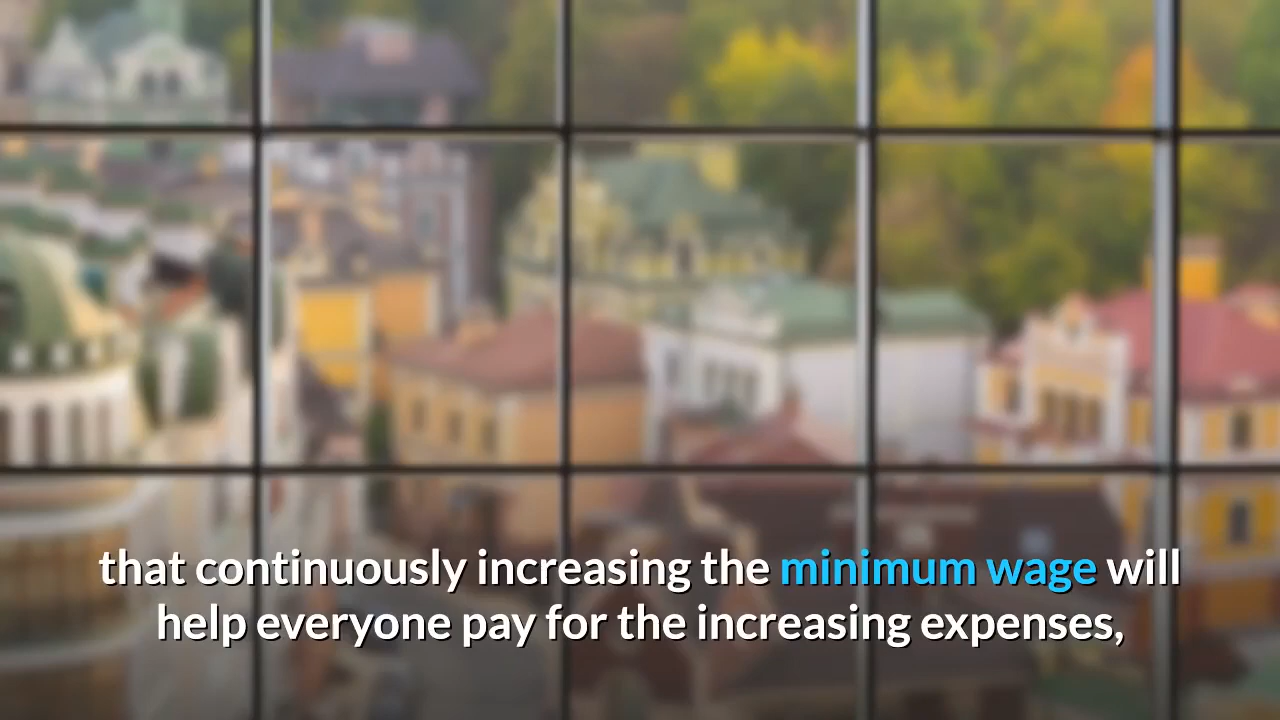 that continuously increasing the minimum wage will
help everyone pay for the increasing expenses,